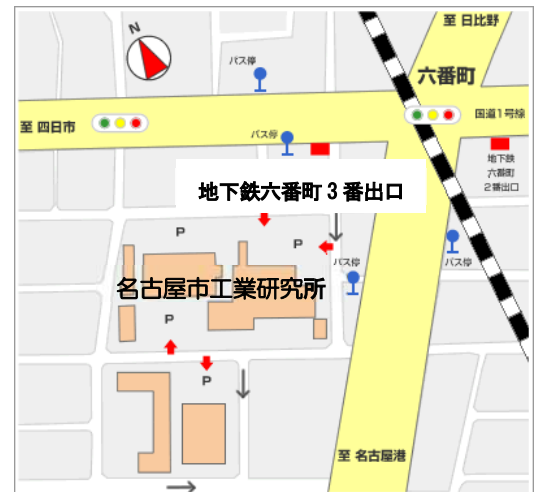 至 日比野
N
バス停
六番町
国道1号線
至 四日市
バス停
地下鉄
六番町
2番出口
地下鉄六番町3番出口
P
P
バス停
バス停
名古屋市工業研究所
P
P
至 名古屋港